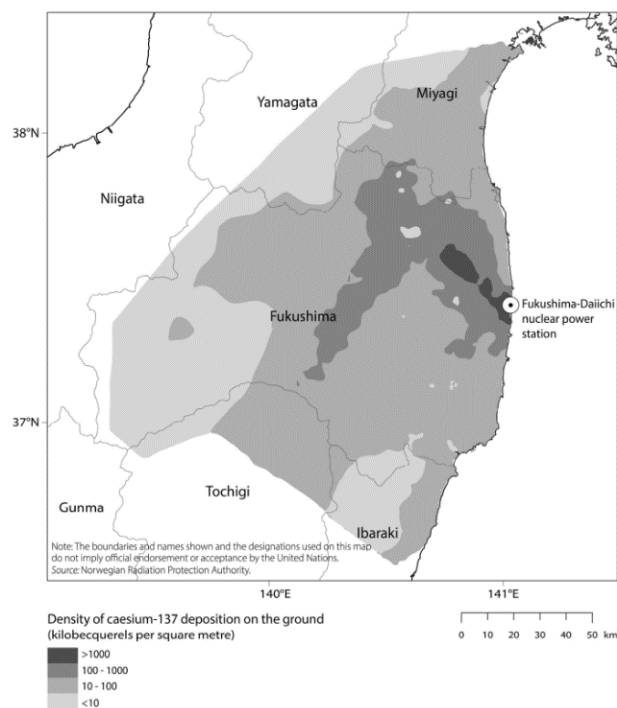 Yamagata
Miyagi
38°N
Niigata
Fukushima
Fukushima-Daiichi
nuclear power
station
37°N
Tochigi
Gunma
Ibaraki
Note: The boundaries and names shown and the designations used on this map
do not imply official endorsement or acceptance by the United Nations.
Source: Norwegian Radiation Protection Authority.
140°E
141°E
Density of caesium-137 deposition on the ground
(kilobecquerels per square metre)
0 10 20 30 40 50 km
>1000
100 - 1000
10 - 100
<10